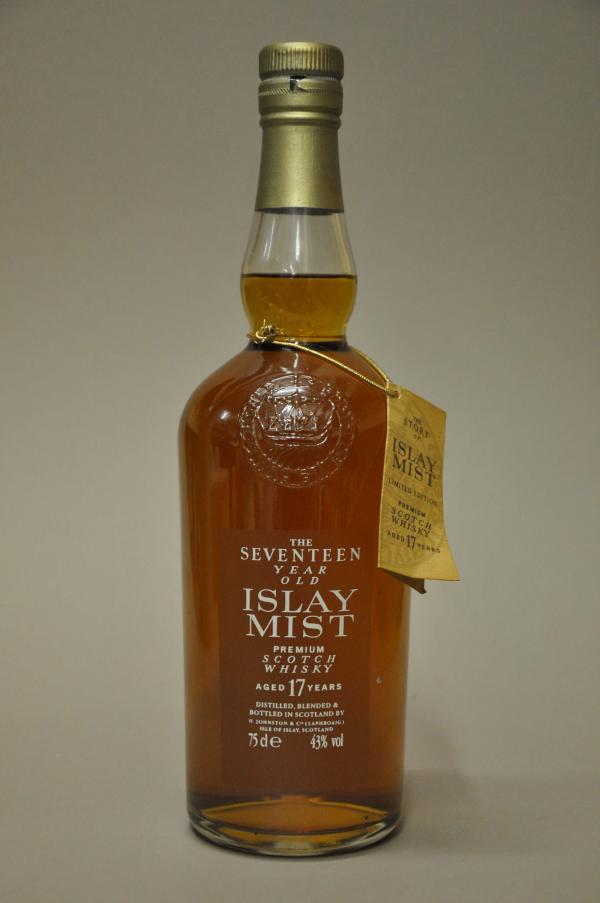 THE
SEVENTEEN
YEAR
OLD
ISLAY
MIST
PREMIUM
SCOTCH
WHISKY
AGED 17 YEARS
DISTILLED, BLENDED &
BOTTLED IN SCOTLAND BY
D. JOHNSTON & Co (LAPHROAIG)
ISLE OF ISLAY, SCOTLAND
75 cl e 43% vol
THE
STORY
OF
ISLAY
MIST
LIMITED EDITION
PREMIUM
SCOTCH
WHISKY
AGED 17 YEARS